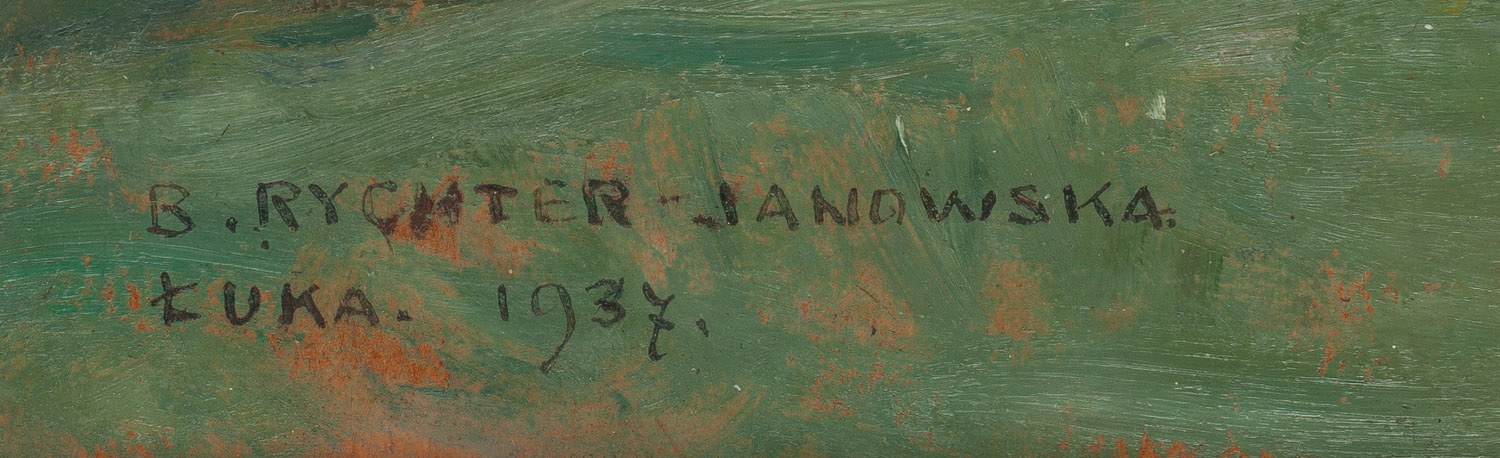 B. RYCHTER-JANOWSKA.
ŁUKA. 1937.